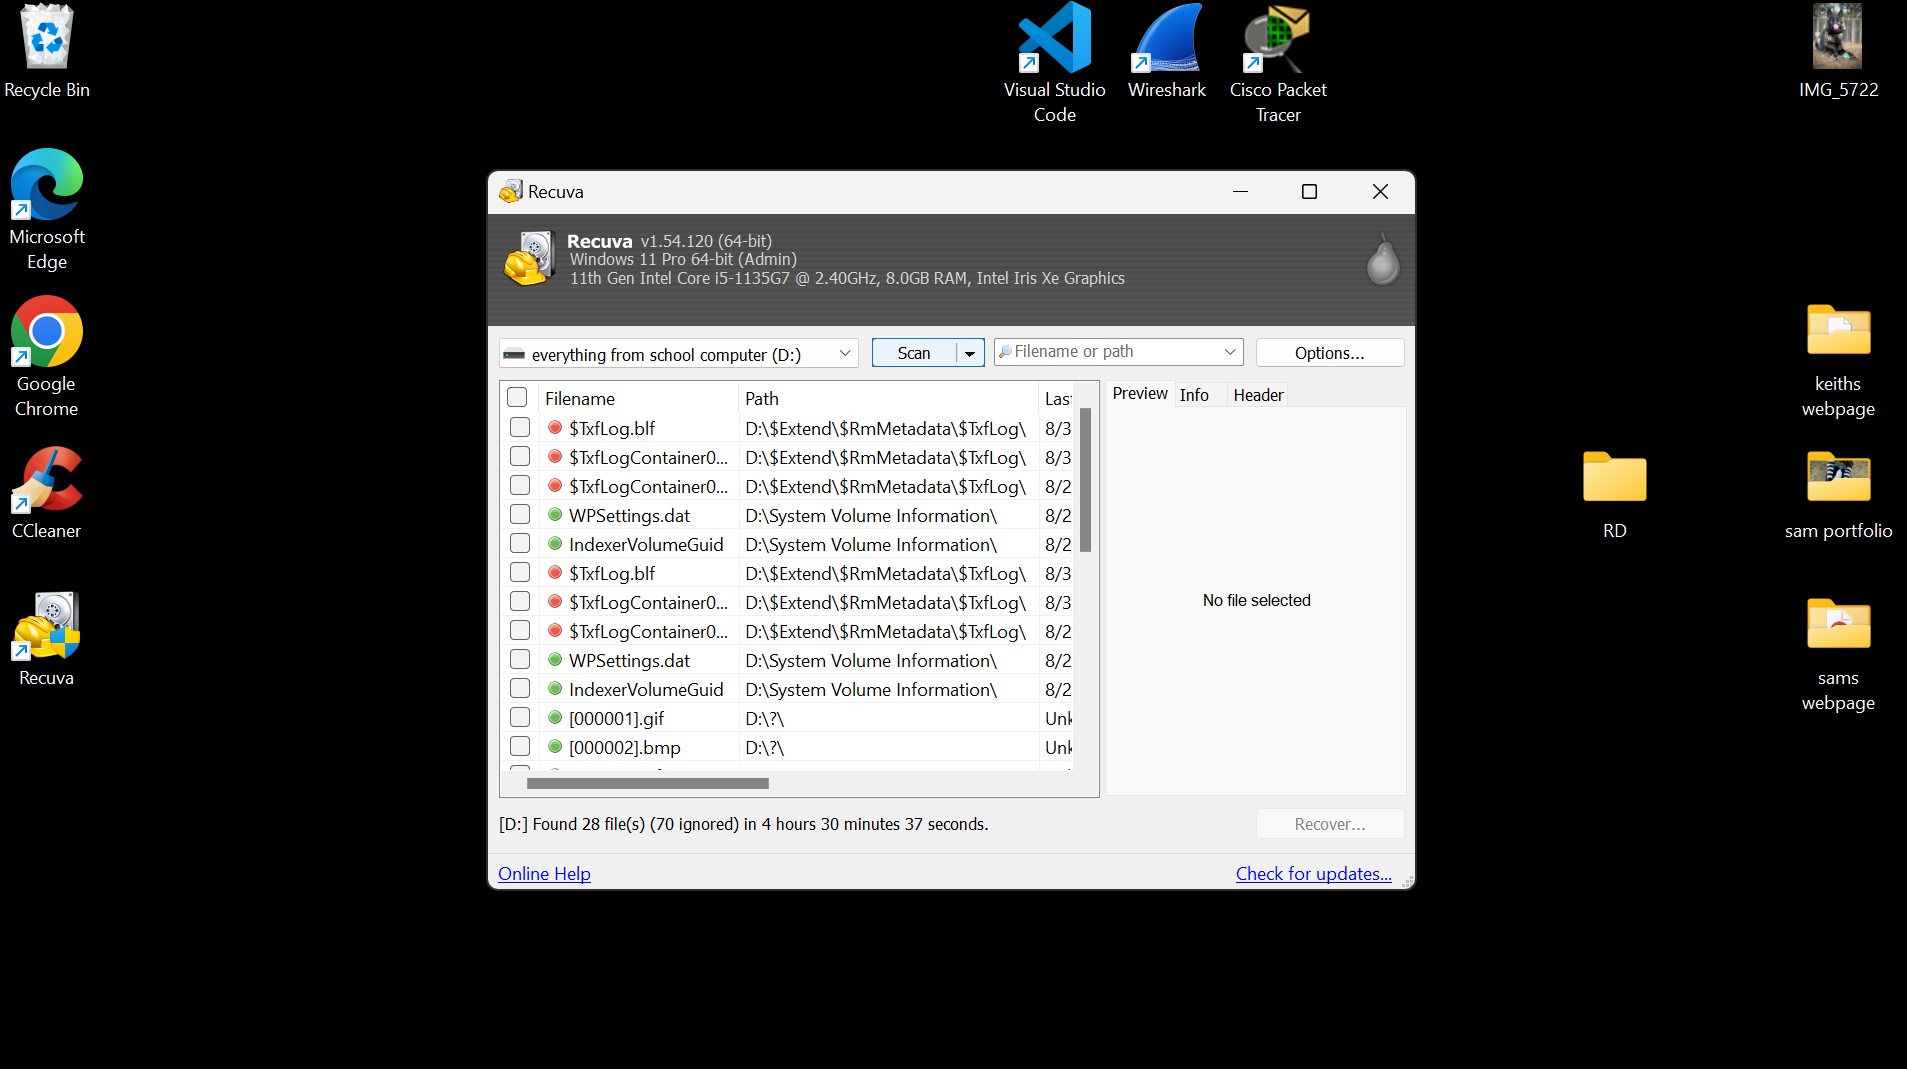 Recycle Bin
Visual Studio
Code
Wireshark
Cisco Packet
Tracer
IMG_5722
Microsoft
Edge
Google
Chrome
CCleaner
Recuva
Recuva
Recuva v1.54.120 (64-bit)
Windows 11 Pro 64-bit (Admin)
11th Gen Intel Core i5-1135G7 @ 2.40GHz, 8.0GB RAM, Intel Iris Xe Graphics
everything from school computer (D:)
Scan
Filename or path
Options...
Filename Path Las
$TxfLog.blf D:\$Extend\$RmMetadata\$TxfLog\ 8/3
$TxfLogContainer0... D:\$Extend\$RmMetadata\$TxfLog\ 8/3
$TxfLogContainer0... D:\$Extend\$RmMetadata\$TxfLog\ 8/2
WPSettings.dat D:\System Volume Information\ 8/2
IndexerVolumeGuid D:\System Volume Information\ 8/2
$TxfLog.blf D:\$Extend\$RmMetadata\$TxfLog\ 8/3
$TxfLogContainer0... D:\$Extend\$RmMetadata\$TxfLog\ 8/3
$TxfLogContainer0... D:\$Extend\$RmMetadata\$TxfLog\ 8/2
WPSettings.dat D:\System Volume Information\ 8/2
IndexerVolumeGuid D:\System Volume Information\ 8/2
[000001].gif D:\?\ Unk
[000002].bmp D:\?\ Unk
Preview Info Header
No file selected
[D:] Found 28 file(s) (70 ignored) in 4 hours 30 minutes 37 seconds.
Recover...
Online Help
Check for updates...
keiths
webpage
RD
sam portfolio
sams
webpage